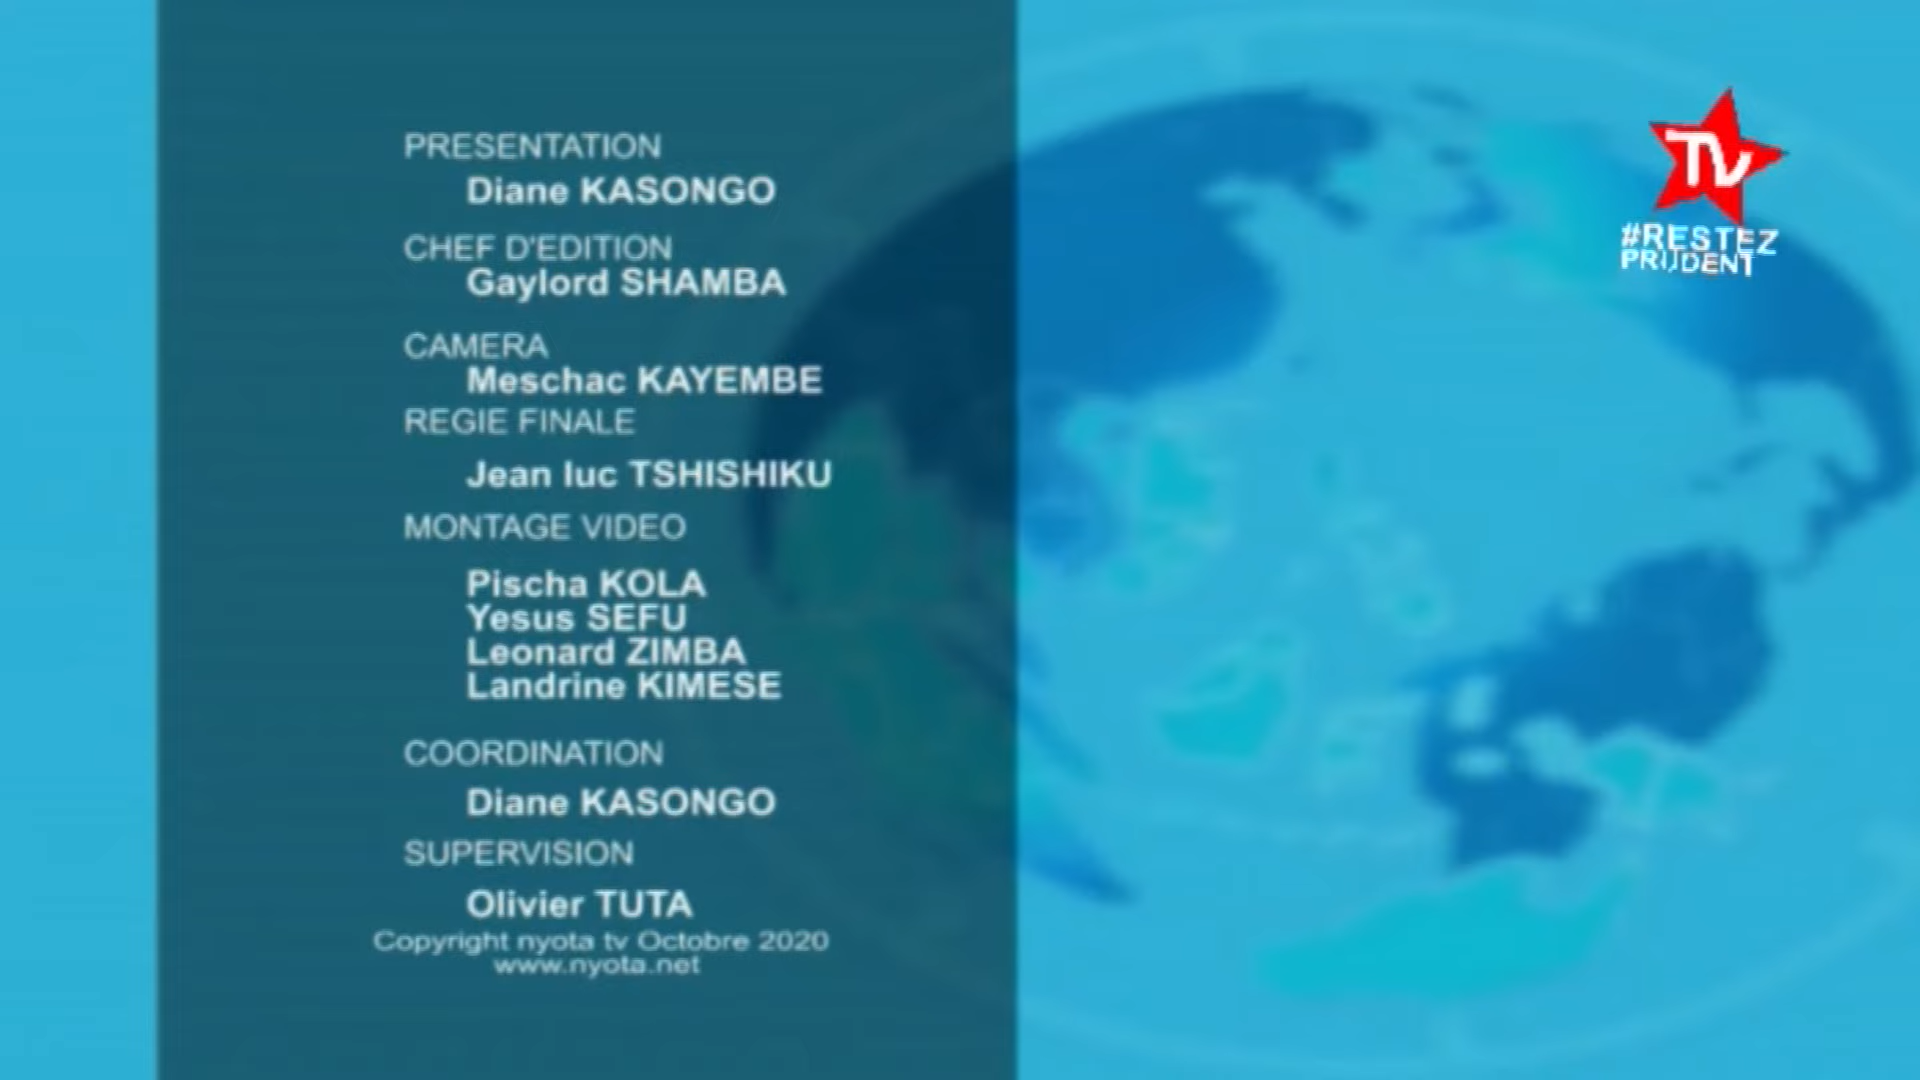 PRESENTATION
Diane KASONGO
CHEF D'EDITION
Gaylord SHAMBA
CAMERA
Meschac KAYEMBE
REGIE FINALE
Jean luc TSHISHIKU
MONTAGE VIDEO
Pischa KOLA
Yesus SEFU
Leonard ZIMBA
Landrine KIMESE
COORDINATION
Diane KASONGO
SUPERVISION
Olivier TUTA
Copyright nyota tv Octobre 2020
www.nyota.net
TV
#RESTEZ
PRUDENT